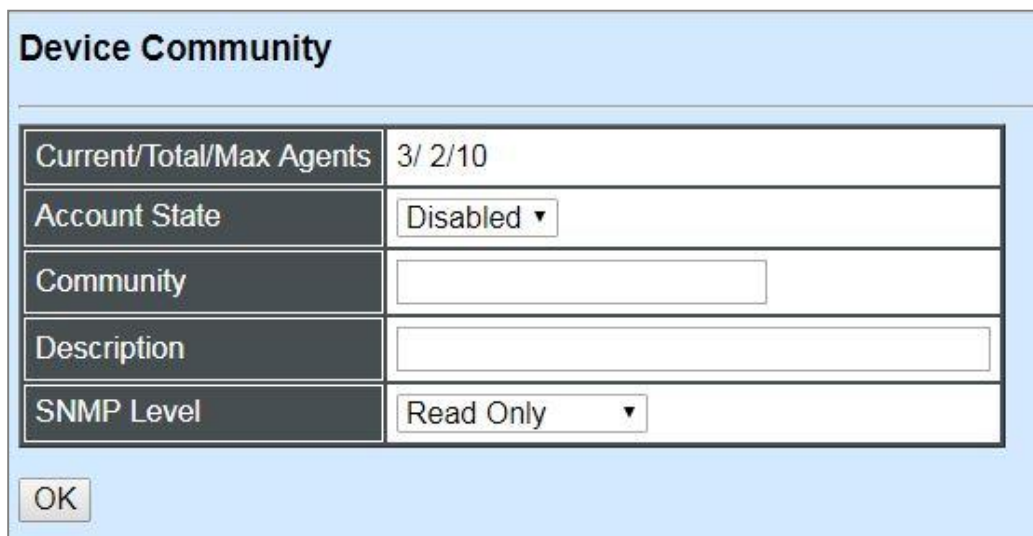 Device Community
Current/Total/Max Agents 3/ 2/10
Account State Disabled
Community
Description
SNMP Level Read Only
OK